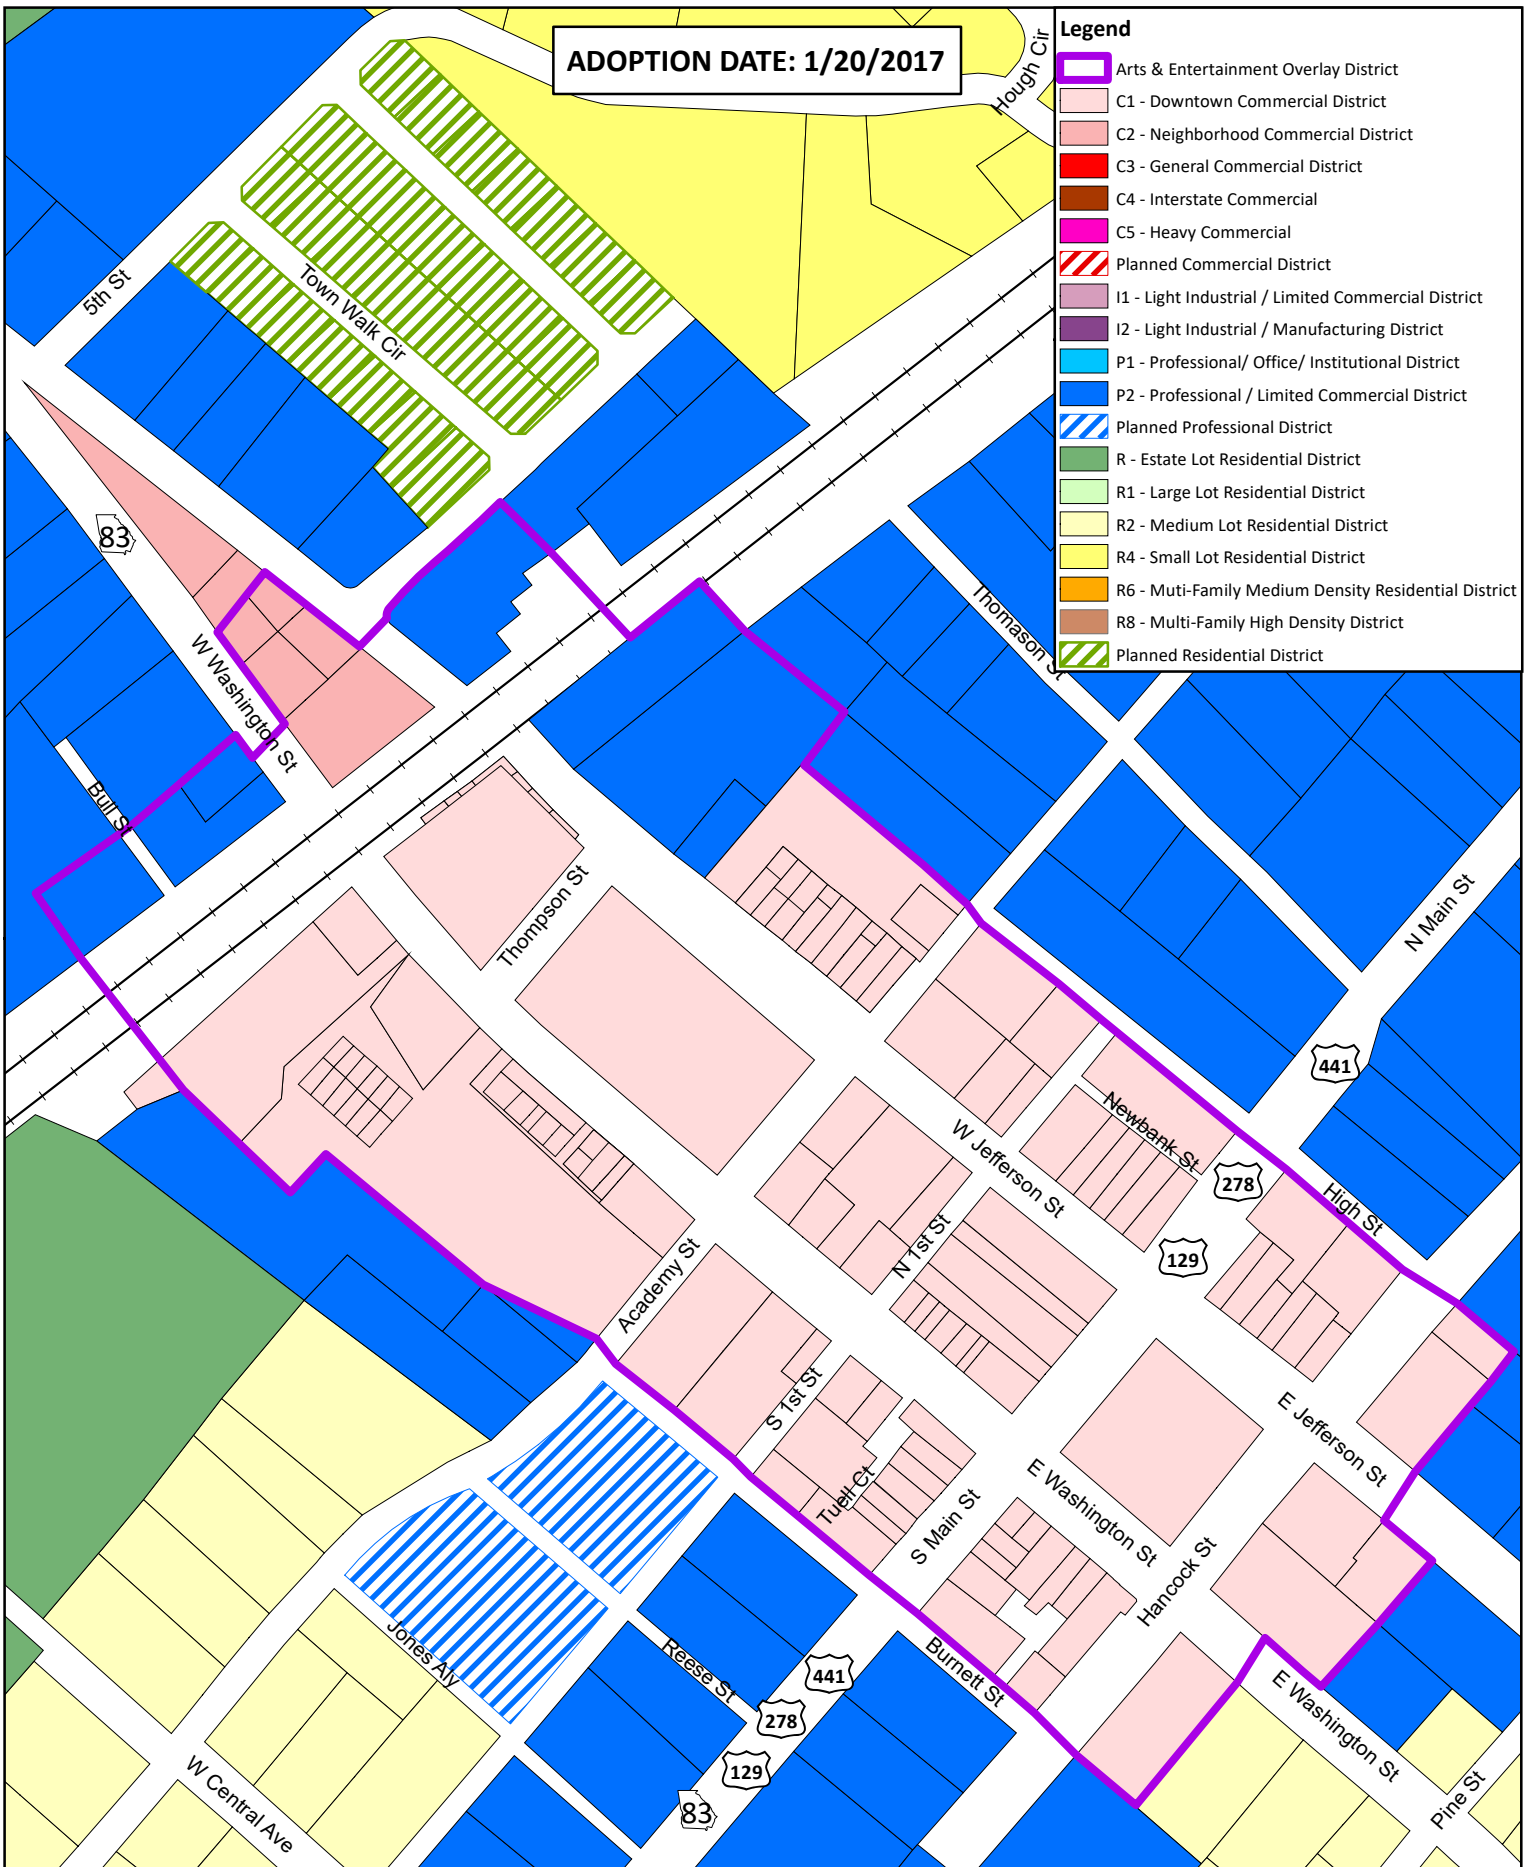 ADOPTION DATE: 1/20/2017
Legend
Arts & Entertainment Overlay District
C1 - Downtown Commercial District
C2 - Neighborhood Commercial District
C3 - General Commercial District
C4 - Interstate Commercial
C5 - Heavy Commercial
Planned Commercial District
I1 - Light Industrial / Limited Commercial District
I2 - Light Industrial / Manufacturing District
P1 - Professional/ Office/ Institutional District
P2 - Professional / Limited Commercial District
Planned Professional District
R - Estate Lot Residential District
R1 - Large Lot Residential District
R2 - Medium Lot Residential District
R4 - Small Lot Residential District
R6 - Muti-Family Medium Density Residential District
R8 - Multi-Family High Density District
Planned Residential District
Hough Cir
5th St
Town Walk Cir
83
Thomason St
W Washington St
Bull St
Thompson St
N Main St
441
Newbank St
W Jefferson St
278
High St
N 1st St
129
Academy St
S 1st St
E Jefferson St
Tuell Ct
S Main St
E Washington St
Hancock St
Jones Aly
Reese St
Burnett St
441
278
E Washington St
129
83
W Central Ave
Pine St